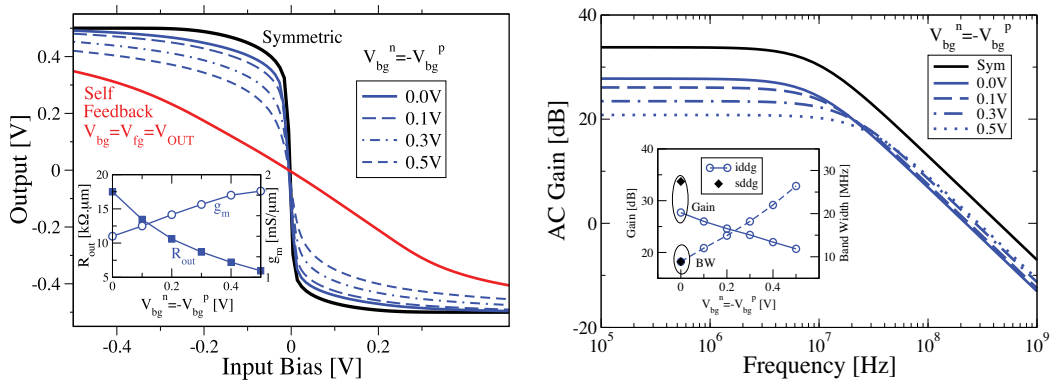 0.4
0.2
0
-0.2
-0.4
Output [V]
Symmetric
V_bg^n=-V_bg^p
0.0V
0.1V
0.3V
0.5V
Self
Feedback
V_bg=V_fg=V_OUT
20
15
10
5
R_out [kΩ.μm]
g_m
R_out
2
1
g_m [mS/μm]
0 0.2 0.4
V_bg^n=-V_bg^p [V]
-0.4 -0.2 0 0.2
Input Bias [V]
40
20
0
-20
AC Gain [dB]
V_bg^n=-V_bg^p
Sym
0.0V
0.1V
0.3V
0.5V
40
30
20
Gain [dB]
iddg
sddg
Gain
BW
30
20
10
Band Width [MHz]
0 0.2 0.4
V_bg^n=-V_bg^p [V]
10^5 10^6 10^7 10^8 10^9
Frequency [Hz]